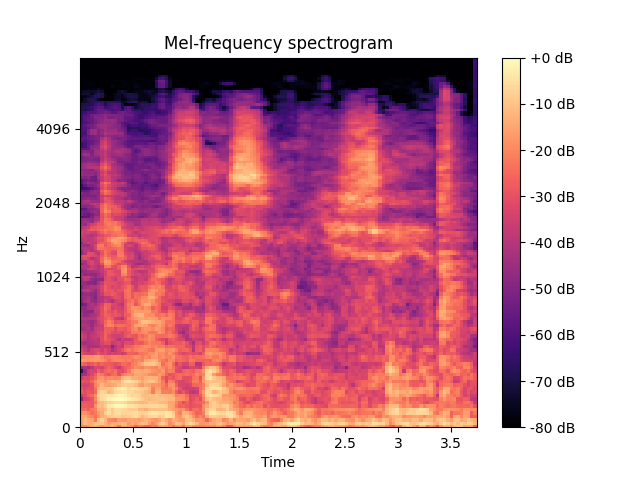 Mel-frequency spectrogram
+0 dB
-10 dB
-20 dB
-30 dB
-40 dB
-50 dB
-60 dB
-70 dB
-80 dB
Hz
4096
2048
1024
512
0
0 0.5 1 1.5 2 2.5 3 3.5
Time